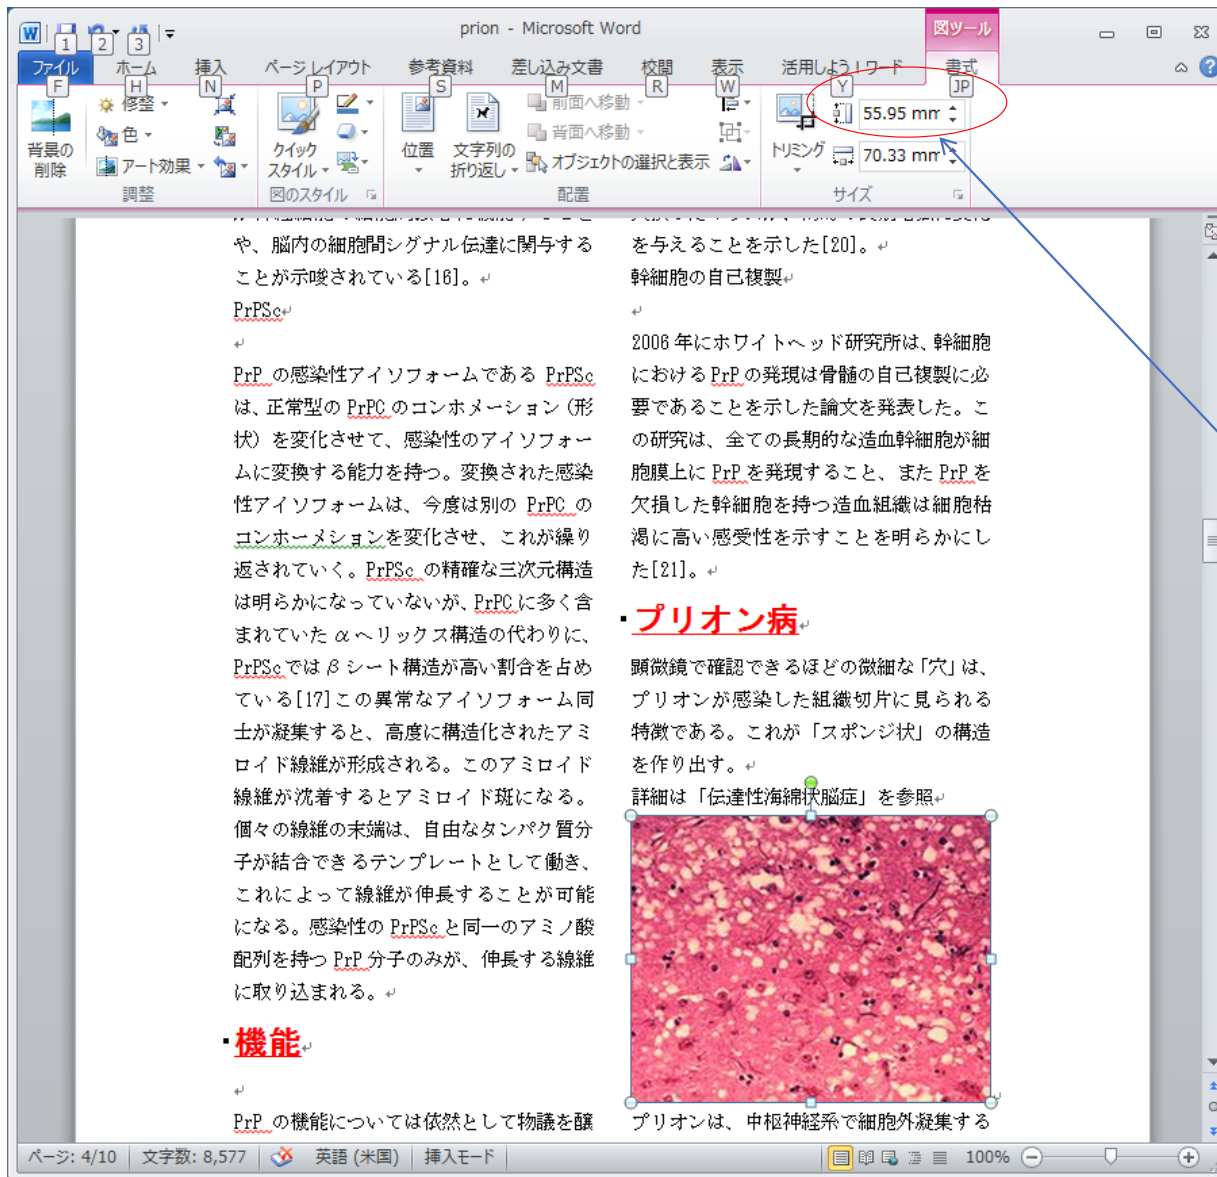 prion - Microsoft Word
図ツール
1 2 3
ファイル ホーム 挿入 ページ レイアウト 参考資料 差し込み文書 校閲 表示 活用しよう！ワード 書式
F H N P S M R W Y JP
背景の
削除
修整
色
アート効果
調整
クイック
スタイル
図のスタイル
位置
文字列の
折り返し
前面へ移動
背面へ移動
オブジェクトの選択と表示
配置
トリミング
55.95 mm
70.33 mm
サイズ
や、脳内の細胞間シグナル伝達に関与する
ことが示唆されている[16]。
PrPSc
PrP の感染性アイソフォームである PrPSc
は、正常型の PrPC のコンホメーション（形
状）を変化させて、感染性のアイソフォー
ムに変換する能力を持つ。変換された感染
性アイソフォームは、今度は別の PrPC の
コンホーメションを変化させ、これが繰り
返されていく。PrPSc の精確な三次元構造
は明らかになっていないが、PrPC に多く含
まれていた αヘリックス構造の代わりに、
PrPSc では βシート構造が高い割合を占め
ている[17]この異常なアイソフォーム同
士が凝集すると、高度に構造化されたアミ
ロイド線維が形成される。このアミロイド
線維が沈着するとアミロイド斑になる。
個々の線維の末端は、自由なタンパク質分
子が結合できるテンプレートとして働き、
これによって線維が伸長することが可能
になる。感染性の PrPSc と同一のアミノ酸
配列を持つ PrP 分子のみが、伸長する線維
に取り込まれる。
機能
PrP の機能については依然として物議を醸
を与えることを示した[20]。
幹細胞の自己複製
2006 年にホワイトヘッド研究所は、幹細胞
における PrP の発現は骨髄の自己複製に必
要であることを示した論文を発表した。こ
の研究は、全ての長期的な造血幹細胞が細
胞膜上に PrP を発現すること、また PrP を
欠損した幹細胞を持つ造血組織は細胞枯
渇に高い感受性を示すことを明らかにし
た[21]。
プリオン病
顕微鏡で確認できるほどの微細な「穴」は、
プリオンが感染した組織切片に見られる
特徴である。これが「スポンジ状」の構造
を作り出す。
詳細は「伝達性海綿状脳症」を参照
プリオンは、中枢神経系で細胞外凝集する
ページ: 4/10 文字数: 8,577 英語 (米国) 挿入モード 100%